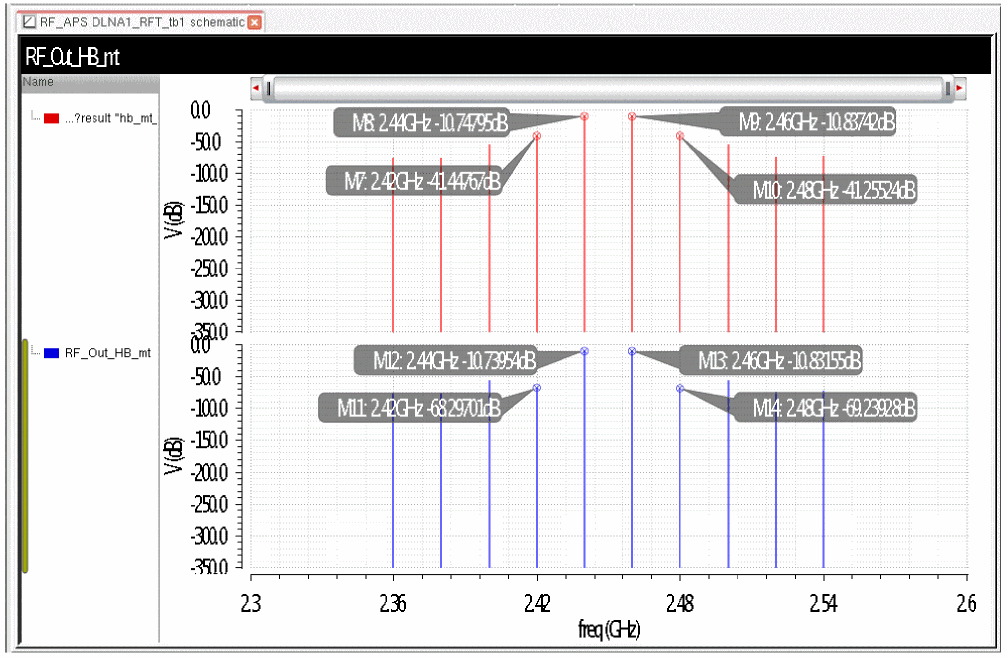 RF_APS DLNA1_RFT_tb1 schematic
RF_Out_HB_mt
Name
...?result "hb_mt_
0.0
-50.0
-100.0
-150.0
-200.0
-250.0
-300.0
-350.0
V (dB)
M8: 2.44GHz -10.74795dB
M9: 2.46GHz -10.83742dB
M7: 2.42GHz -41.44767dB
M10: 2.48GHz -41.25524dB
RF_Out_HB_mt
0.0
-50.0
-100.0
-150.0
-200.0
-250.0
-300.0
-350.0
V (dB)
M12: 2.44GHz -10.73954dB
M13: 2.46GHz -10.83155dB
M11: 2.42GHz -68.29701dB
M14: 2.48GHz -69.23928dB
2.3 2.36 2.42 2.48 2.54 2.6
freq (GHz)